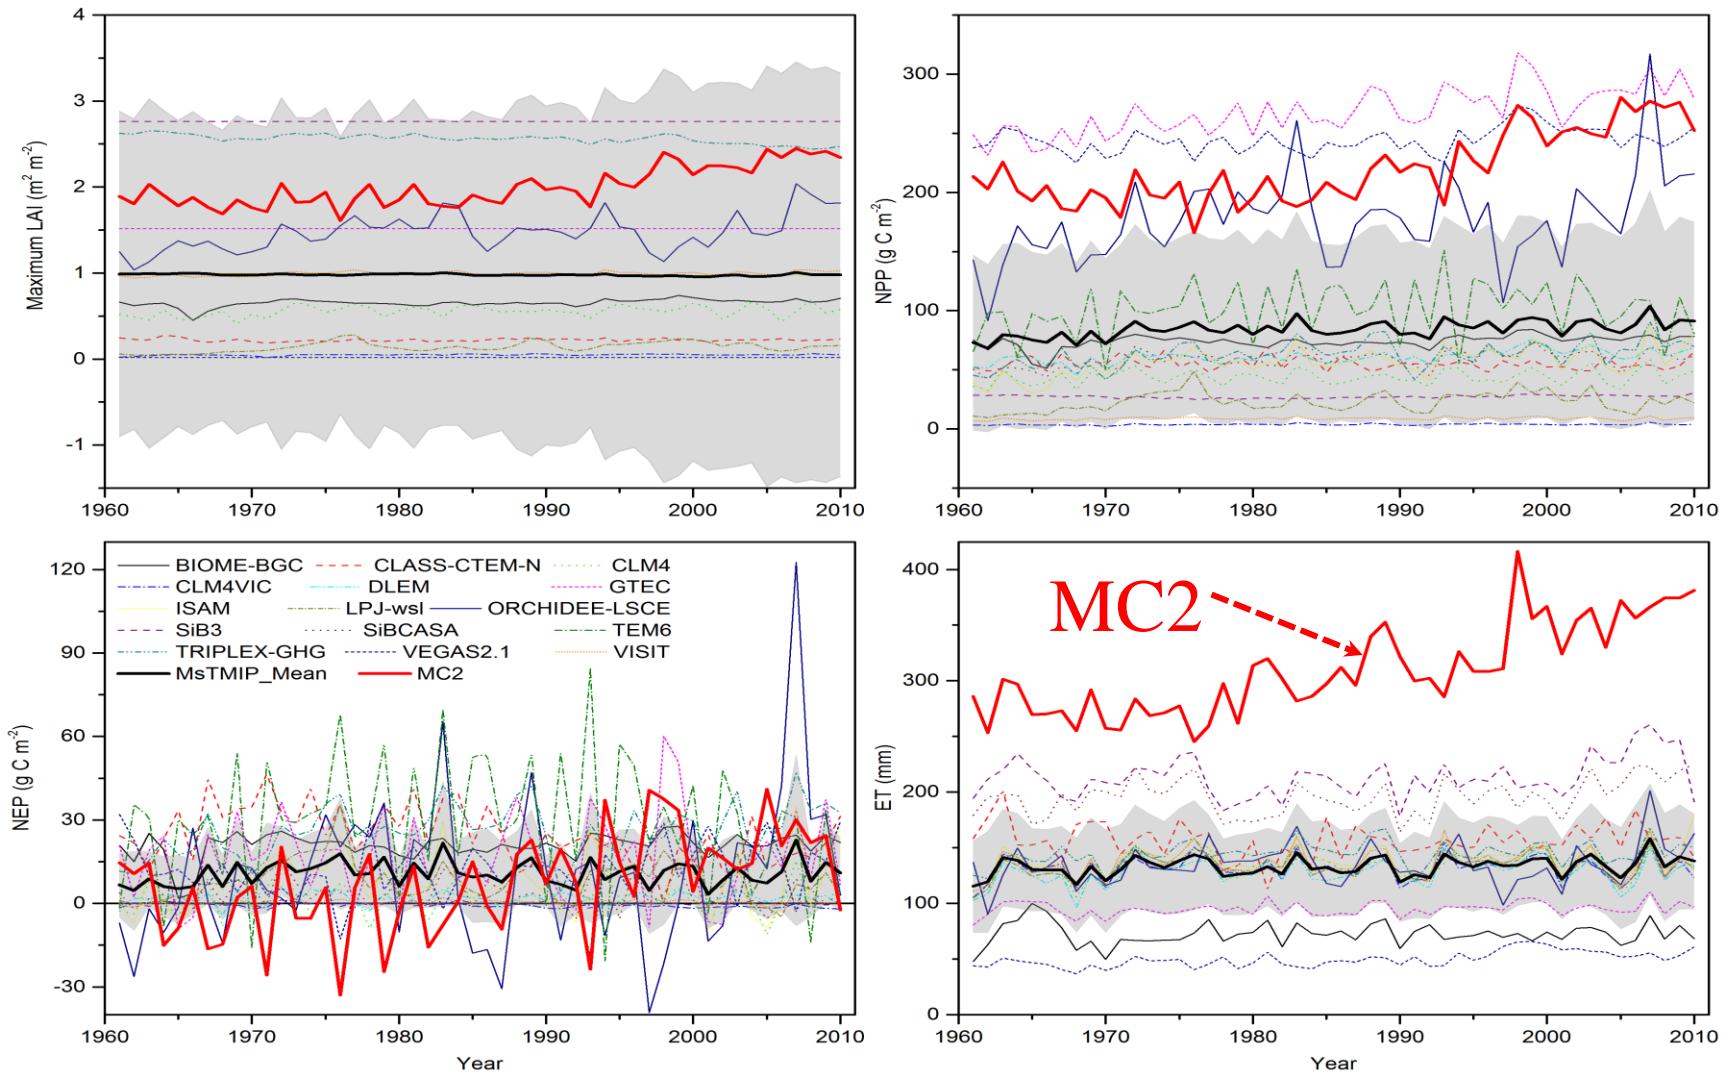 4
3
2
1
0
-1
Maximum LAI (m² m⁻²)
1960 1970 1980 1990 2000 2010
300
200
100
0
NPP (g C m⁻²)
1960 1970 1980 1990 2000 2010
120
90
60
30
0
-30
NEP (g C m⁻²)
BIOME-BGC CLASS-CTEM-N CLM4
CLM4VIC DLEM GTEC
ISAM LPJ-wsl ORCHIDEE-LSCE
SiB3 SiBCASA TEM6
TRIPLEX-GHG VEGAS2.1 VISIT
MsTMIP_Mean MC2
1960 1970 1980 1990 2000 2010
Year
400
300
200
100
0
ET (mm)
MC2
1960 1970 1980 1990 2000 2010
Year